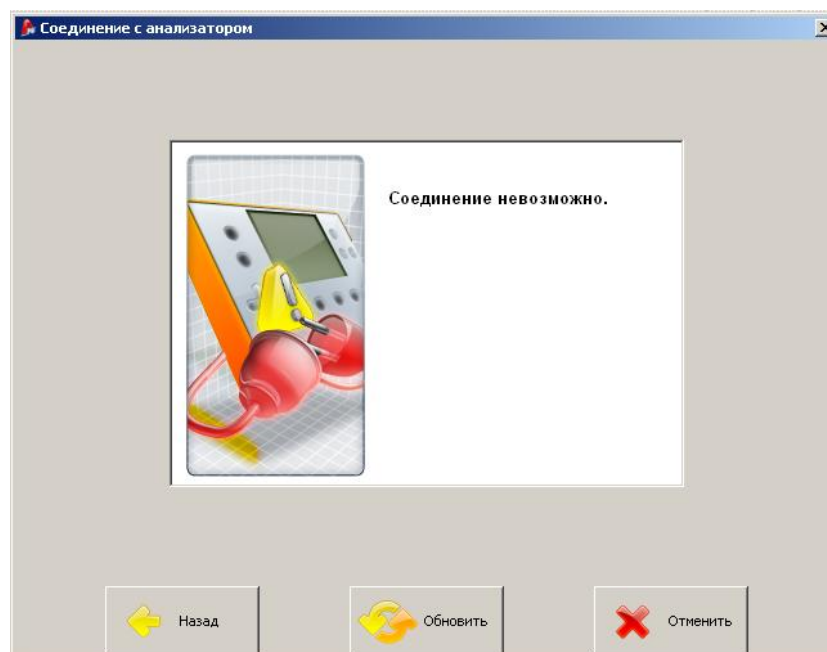 Соединение с анализатором
Соединение невозможно.
Назад
Обновить
Отменить